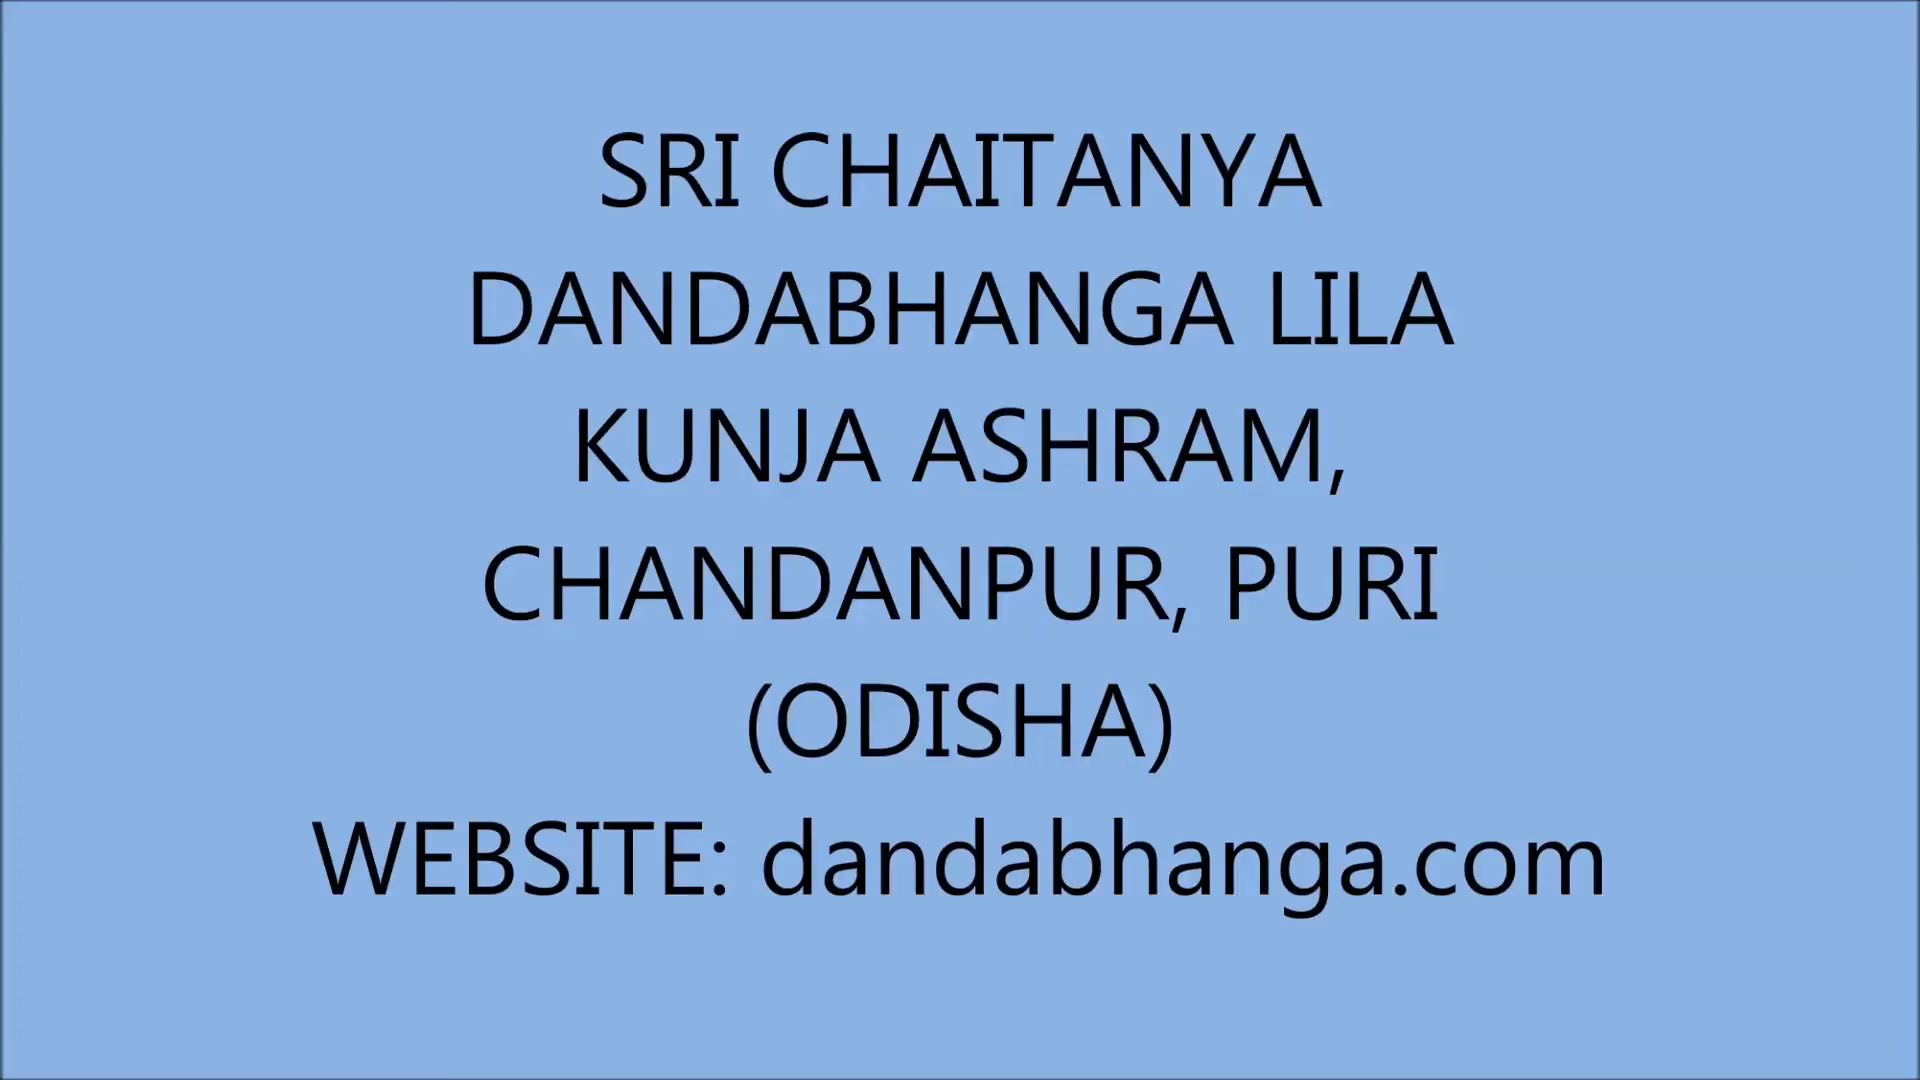 SRI CHAITANYA
DANDABHANGA LILA
KUNJA ASHRAM,
CHANDANPUR, PURI
(ODISHA)
WEBSITE: dandabhanga.com